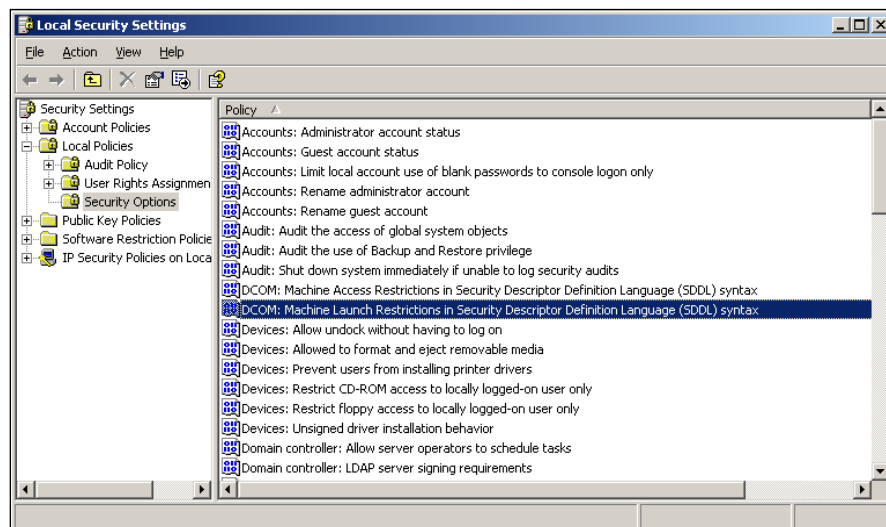 Local Security Settings
File Action View Help
Security Settings
Account Policies
Local Policies
Audit Policy
User Rights Assignmen
Security Options
Public Key Policies
Software Restriction Policie
IP Security Policies on Loca
Policy
Accounts: Administrator account status
Accounts: Guest account status
Accounts: Limit local account use of blank passwords to console logon only
Accounts: Rename administrator account
Accounts: Rename guest account
Audit: Audit the access of global system objects
Audit: Audit the use of Backup and Restore privilege
Audit: Shut down system immediately if unable to log security audits
DCOM: Machine Access Restrictions in Security Descriptor Definition Language (SDDL) syntax
DCOM: Machine Launch Restrictions in Security Descriptor Definition Language (SDDL) syntax
Devices: Allow undock without having to log on
Devices: Allowed to format and eject removable media
Devices: Prevent users from installing printer drivers
Devices: Restrict CD-ROM access to locally logged-on user only
Devices: Restrict floppy access to locally logged-on user only
Devices: Unsigned driver installation behavior
Domain controller: Allow server operators to schedule tasks
Domain controller: LDAP server signing requirements